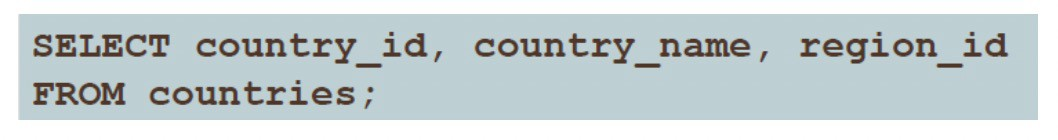 SELECT country_id, country_name, region_id
FROM countries;